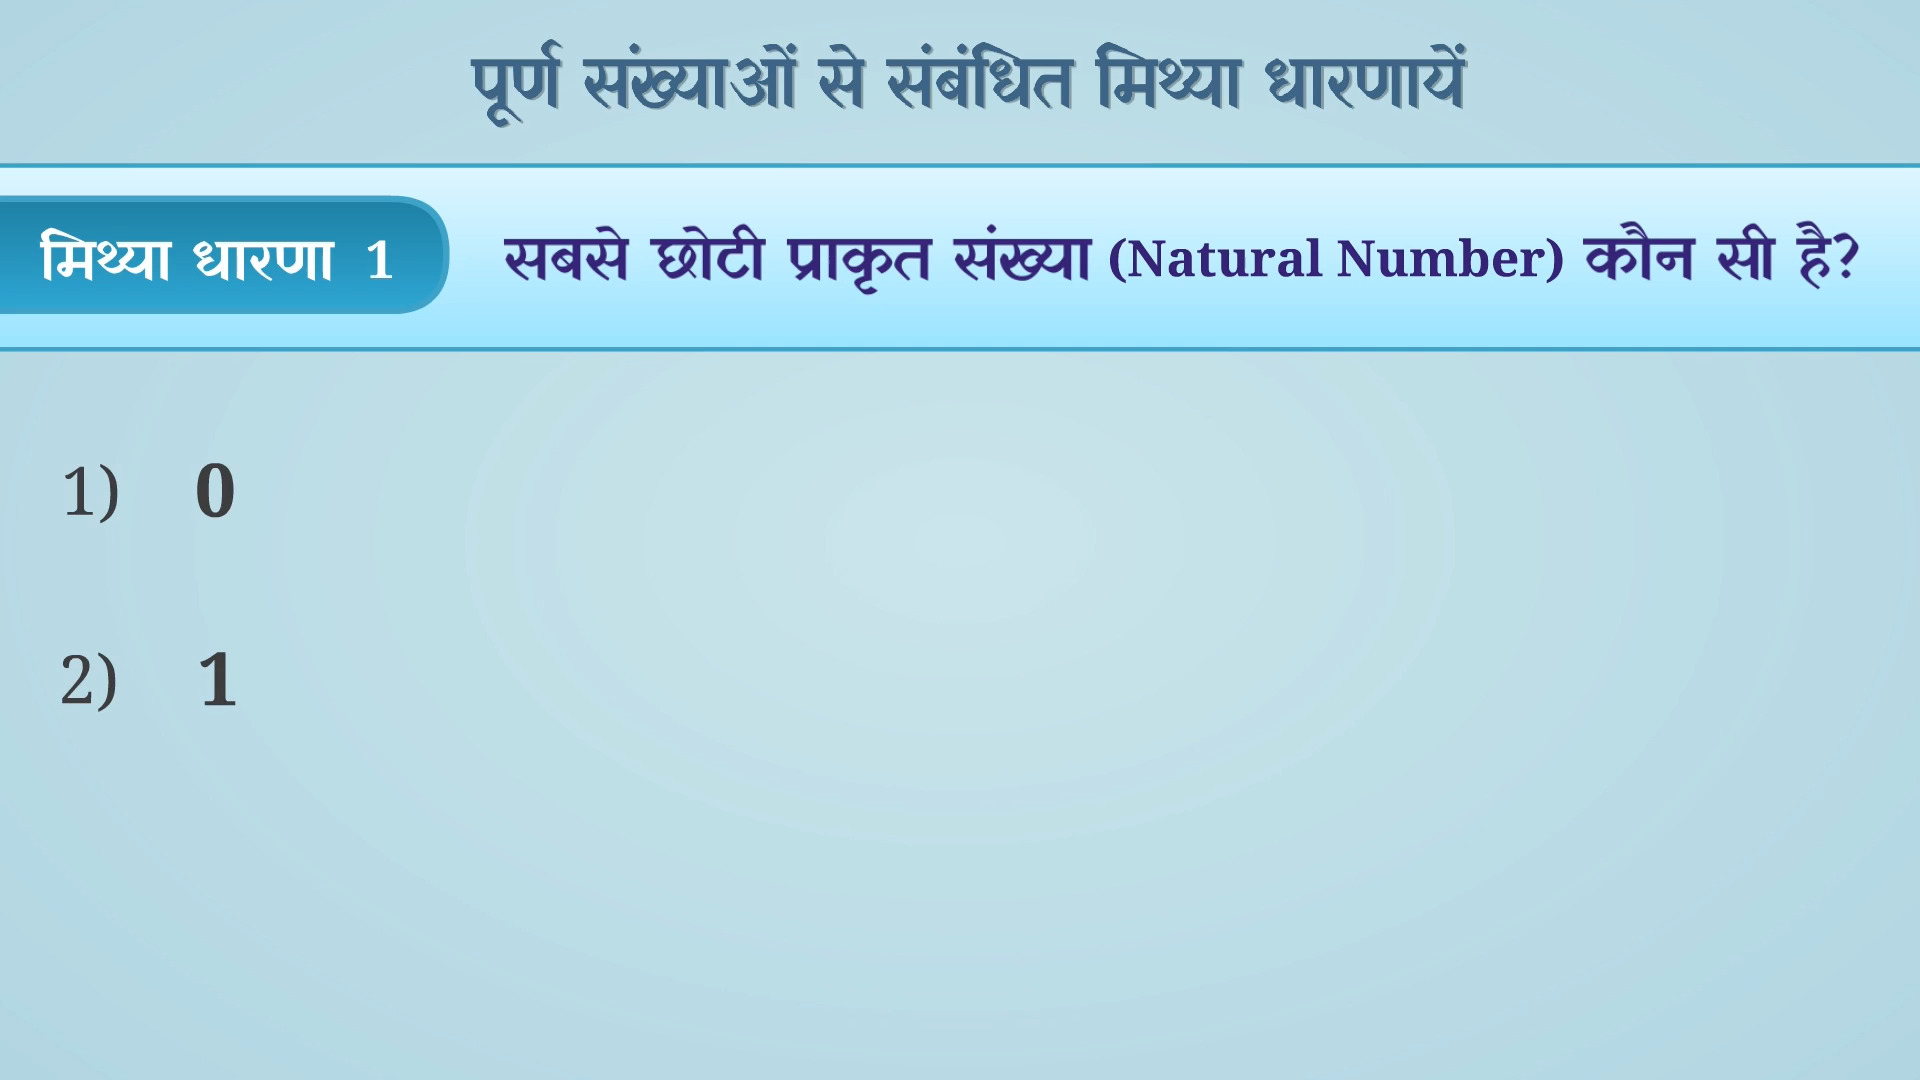 पूर्ण संख्याओं से संबंधित मिथ्या धारणायें
मिथ्या धारणा 1 सबसे छोटी प्राकृत संख्या (Natural Number) कौन सी है?
1) 0
2) 1